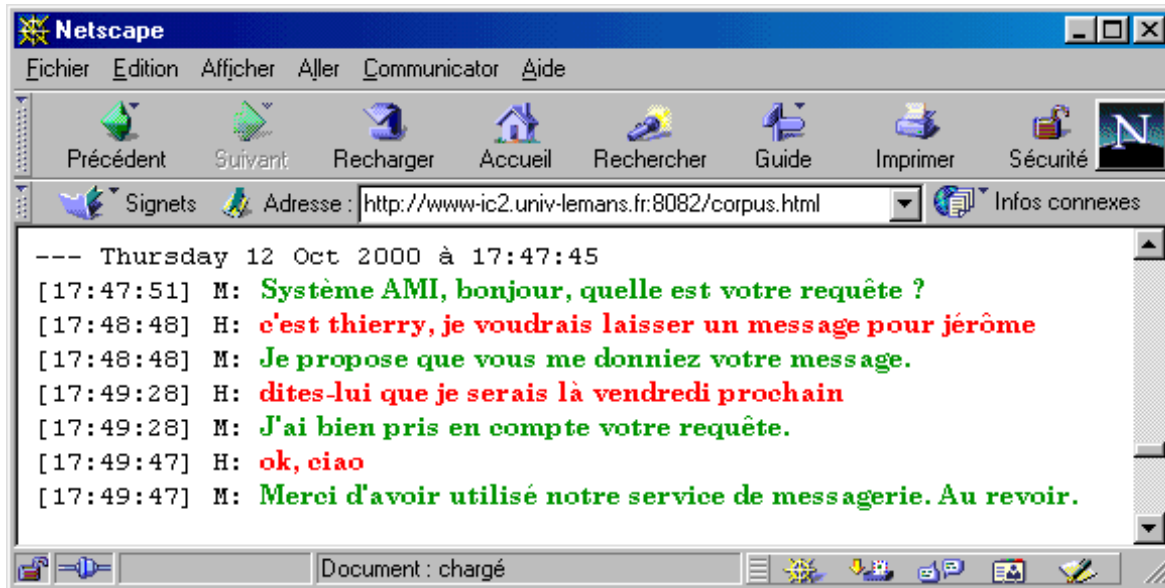 Netscape
Fichier Edition Afficher Aller Communicator Aide
Précédent Suivant Recharger Accueil Rechercher Guide Imprimer Sécurité N
Signets Adresse : http://www-ic2.univ-lemans.fr:8082/corpus.html Infos connexes
--- Thursday 12 Oct 2000 à 17:47:45
[17:47:51] M: Système AMI, bonjour, quelle est votre requête ?
[17:48:48] H: c'est thierry, je voudrais laisser un message pour jérôme
[17:48:48] M: Je propose que vous me donniez votre message.
[17:49:28] H: dites-lui que je serais là vendredi prochain
[17:49:28] M: J'ai bien pris en compte votre requête.
[17:49:47] H: ok, ciao
[17:49:47] M: Merci d'avoir utilisé notre service de messagerie. Au revoir.
Document : chargé